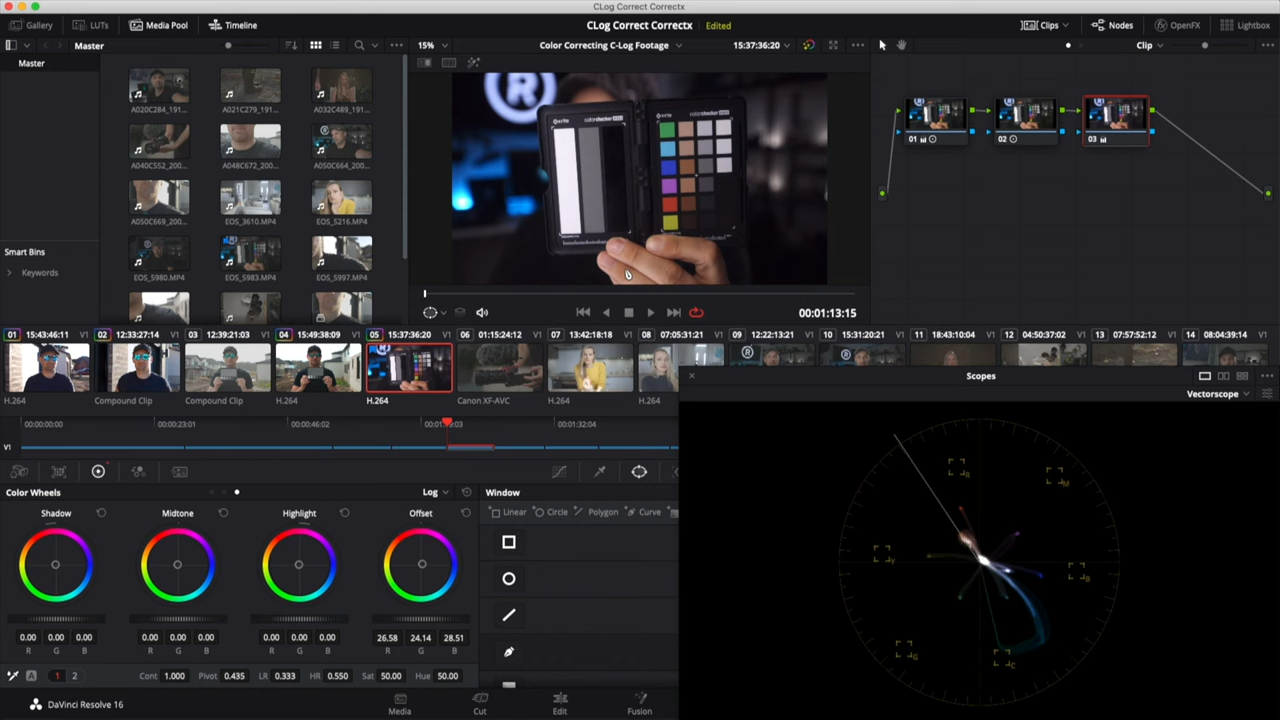 CLog Correct Correctx
Gallery LUTs Media Pool Timeline CLog Correct Correctx Edited Clips Nodes OpenFX Lightbox
Master 15% Color Correcting C-Log Footage 15:37:36:20 Clip
Master
A020C284_191... A021C279_191... A032C489_191...
A040C552_200... A048C672_200... A050C664_200...
A050C669_200... EOS_3610.MP4 EOS_5216.MP4
Smart Bins
Keywords
EOS_5980.MP4 EOS_5983.MP4 EOS_5997.MP4
R
x-rite colorchecker
01 02 03
00:01:13:15
01 15:43:46:11 V1 02 12:33:27:14 V1 03 12:39:21:03 V1 04 15:49:38:09 V1 05 15:37:36:20 V1 06 01:15:24:12 V1 07 13:42:18:18 V1 08 07:05:31:21 V1 09 12:22:13:21 V1 10 15:31:20:21 V1 11 18:43:10:04 V1 12 04:50:37:02 V1 13 07:57:52:12 V1 14 08:04:39:14 V1
H.264 Compound Clip Compound Clip H.264 H.264 Canon XF-AVC H.264 H.264
Scopes
Vectorscope
00:00:00:00 00:00:23:01 00:00:46:02 00:01:32:04
V1
Color Wheels Log Window
Shadow Midtone Highlight Offset
Linear Circle Polygon Curve
0.00 0.00 0.00 0.00 0.00 0.00 0.00 0.00 0.00 26.58 24.14 28.51
R G B R G B R G B R G B
A 1 2 Cont 1.000 Pivot 0.435 LR 0.333 HR 0.550 Sat 50.00 Hue 50.00
R M Y B G C
DaVinci Resolve 16 Media Cut Edit Fusion